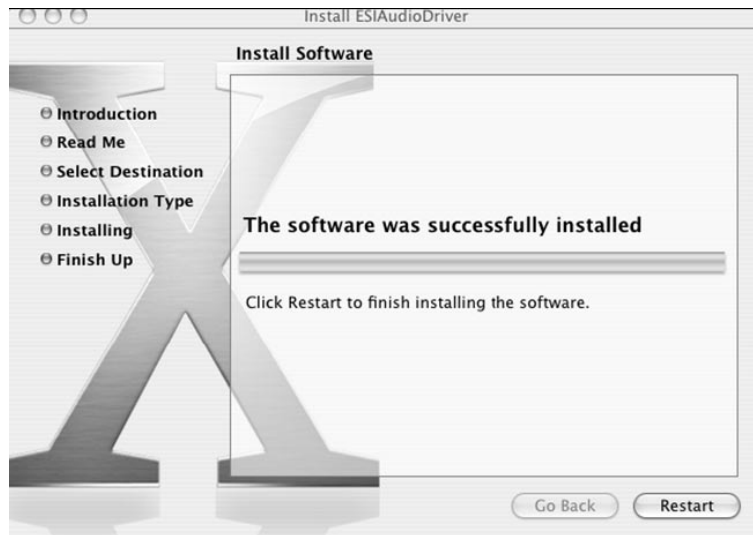 Install ESIAudioDriver
Install Software
Introduction
Read Me
Select Destination
Installation Type
Installing
Finish Up
The software was successfully installed
Click Restart to finish installing the software.
Go Back
Restart